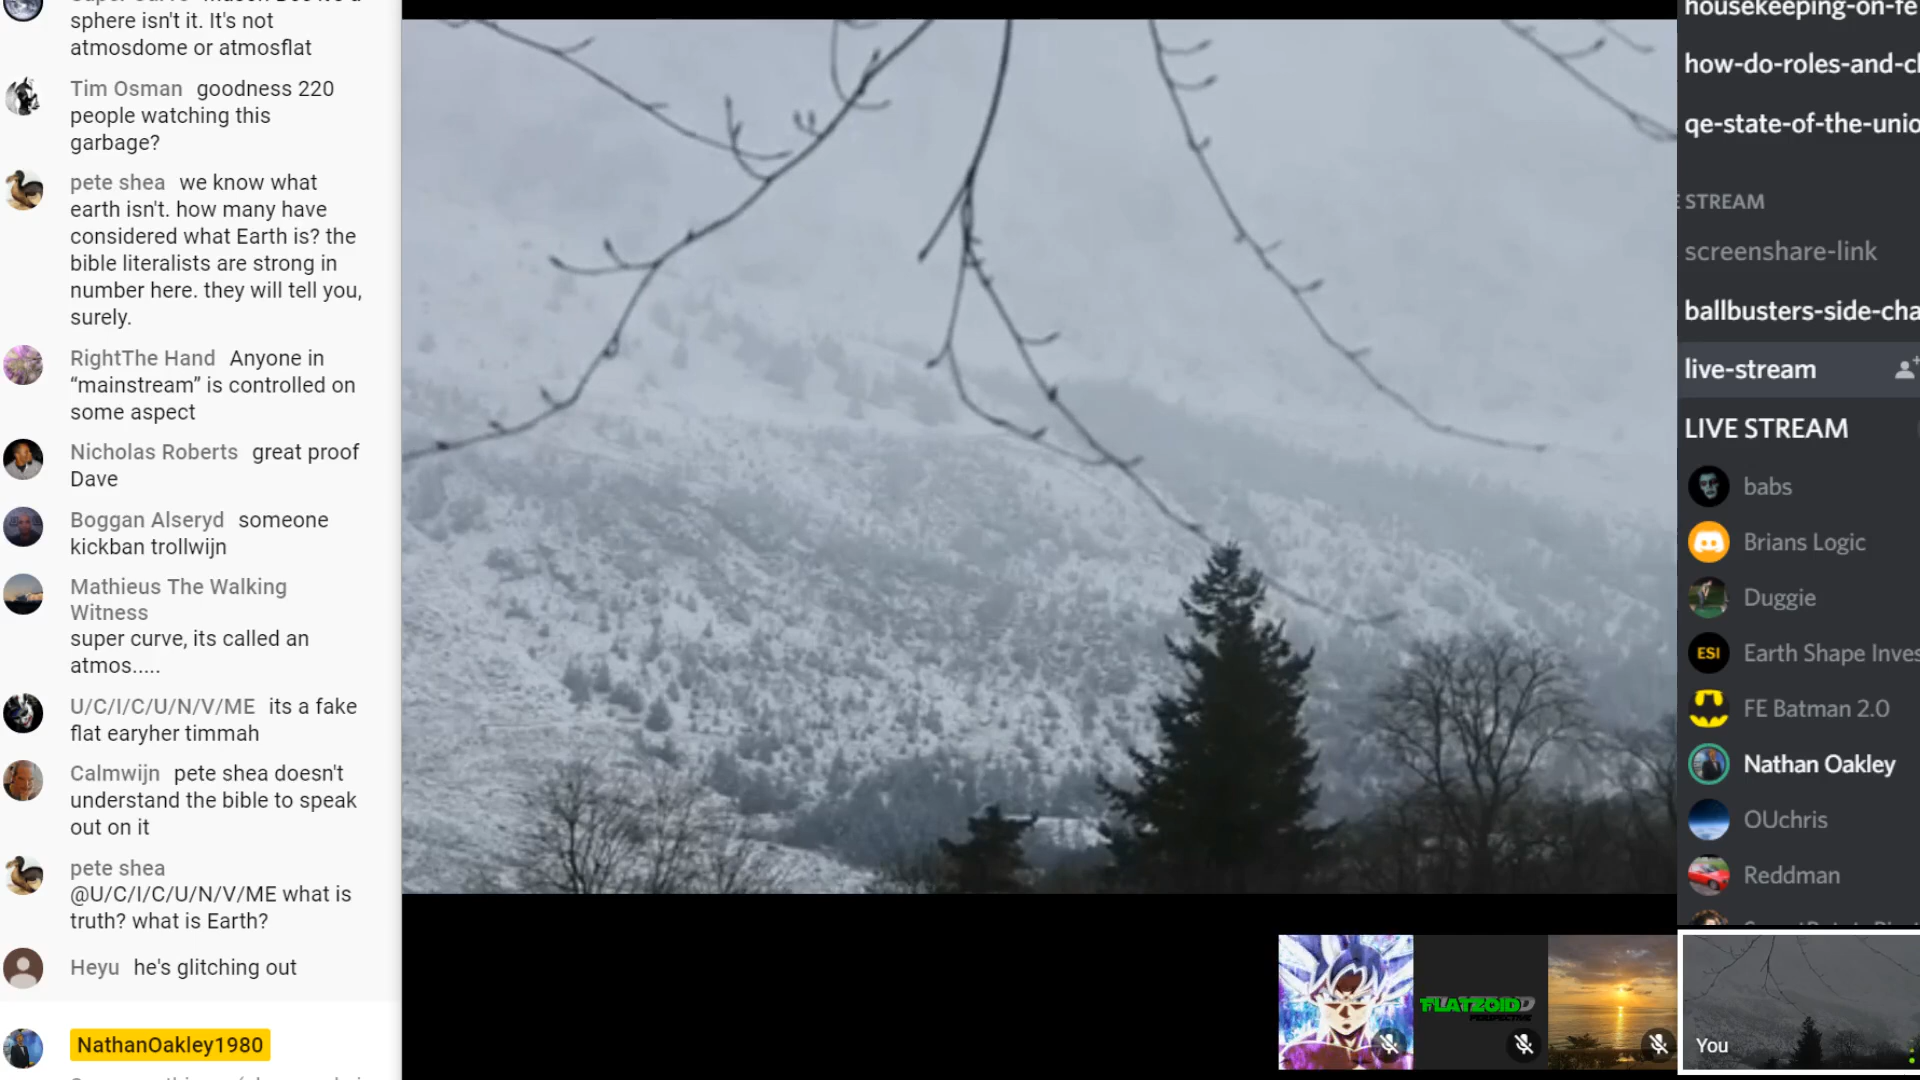 sphere isn't it. It's not
atmosdome or atmosflat
Tim Osman goodness 220
people watching this
garbage?
pete shea we know what
earth isn't. how many have
considered what Earth is? the
bible literalists are strong in
number here. they will tell you,
surely.
RightThe Hand Anyone in
“mainstream” is controlled on
some aspect
Nicholas Roberts great proof
Dave
Boggan Alseryd someone
kickban trollwijn
Mathieus The Walking
Witness
super curve, its called an
atmos.....
U/C/I/C/U/N/V/ME its a fake
flat earyher timmah
Calmwijn pete shea doesn't
understand the bible to speak
out on it
pete shea
@U/C/I/C/U/N/V/ME what is
truth? what is Earth?
Heyu he's glitching out
NathanOakley1980
FLATZOID
PERSPECTIVE
You
housekeeping-on-fe
how-do-roles-and-cl
qe-state-of-the-unio
STREAM
screenshare-link
ballbusters-side-cha
live-stream
LIVE STREAM
babs
Brians Logic
Duggie
ESI Earth Shape Inves
FE Batman 2.0
Nathan Oakley
OUchris
Reddman